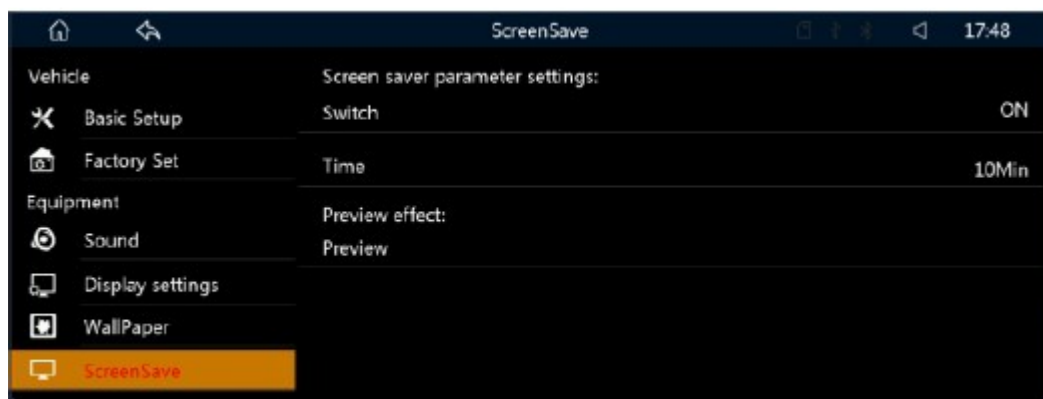 ScreenSave 17:48
Vehicle
Basic Setup
Factory Set
Equipment
Sound
Display settings
WallPaper
ScreenSave
Screen saver parameter settings:
Switch ON
Time 10Min
Preview effect:
Preview